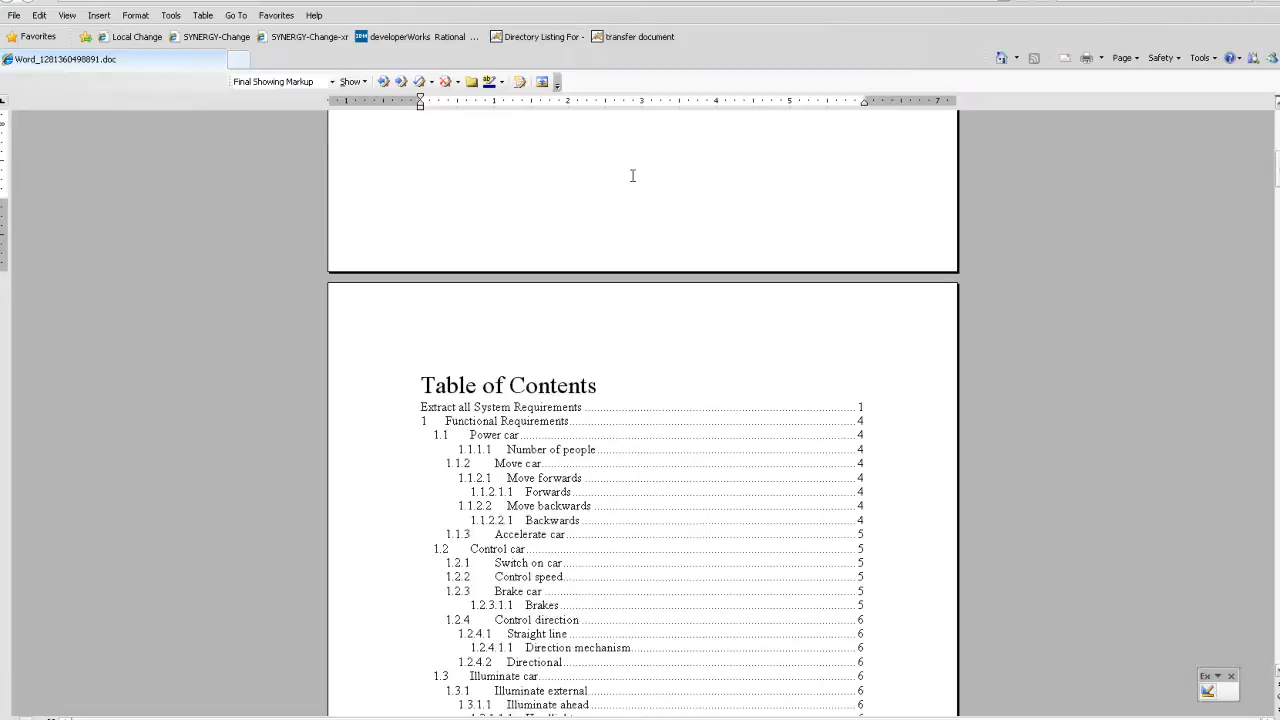 File Edit View Insert Format Tools Table Go To Favorites Help
Favorites Local Change SYNERGY-Change SYNERGY-Change-xr IBM developerWorks Rational ... Directory Listing For - transfer document
Word_1281360498891.doc Page Safety Tools
Final Showing Markup Show
1 1 2 3 4 5 7
Table of Contents
Extract all System Requirements 1
1 Functional Requirements 4
1.1 Power car 4
1.1.1.1 Number of people 4
1.1.2 Move car 4
1.1.2.1 Move forwards 4
1.1.2.1.1 Forwards 4
1.1.2.2 Move backwards 4
1.1.2.2.1 Backwards 4
1.1.3 Accelerate car 5
1.2 Control car 5
1.2.1 Switch on car 5
1.2.2 Control speed 5
1.2.3 Brake car 5
1.2.3.1.1 Brakes 5
1.2.4 Control direction 6
1.2.4.1 Straight line 6
1.2.4.1.1 Direction mechanism 6
1.2.4.2 Directional 6
1.3 Illuminate car 6
Ex
1.3.1 Illuminate external 6
1.3.1.1 Illuminate ahead 6